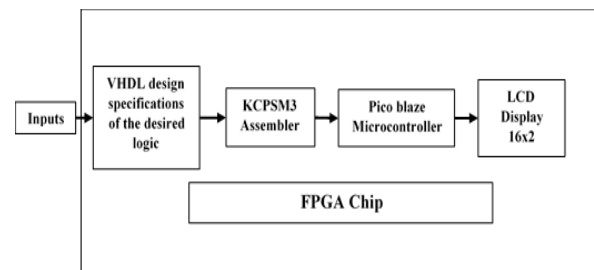 Inputs
VHDL design
specifications
of the desired
logic
KCPSM3
Assembler
Pico blaze
Microcontroller
LCD
Display
16x2
FPGA Chip